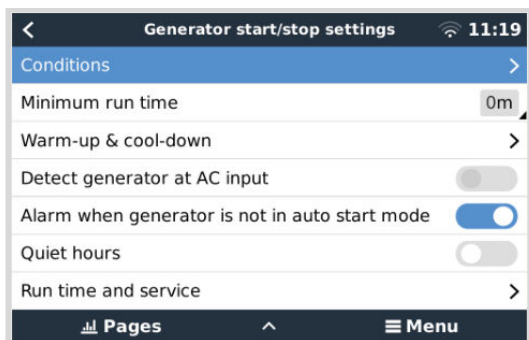 Generator start/stop settings 11:19
Conditions
Minimum run time 0m
Warm-up & cool-down
Detect generator at AC input
Alarm when generator is not in auto start mode
Quiet hours
Run time and service
Pages Menu